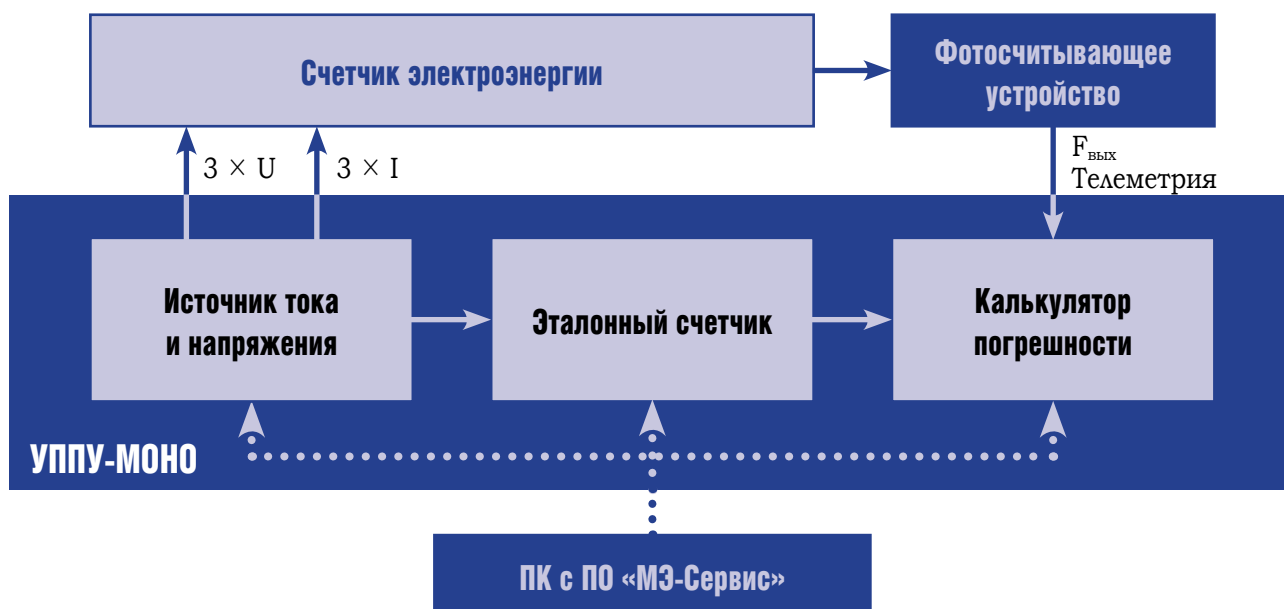 Счетчик электроэнергии
Фотосчитывающее
устройство
3 × U
3 × I
Fвых
Телеметрия
Источник тока
и напряжения
Эталонный счетчик
Калькулятор
погрешности
УППУ-МОНО
ПК с ПО «МЭ-Сервис»